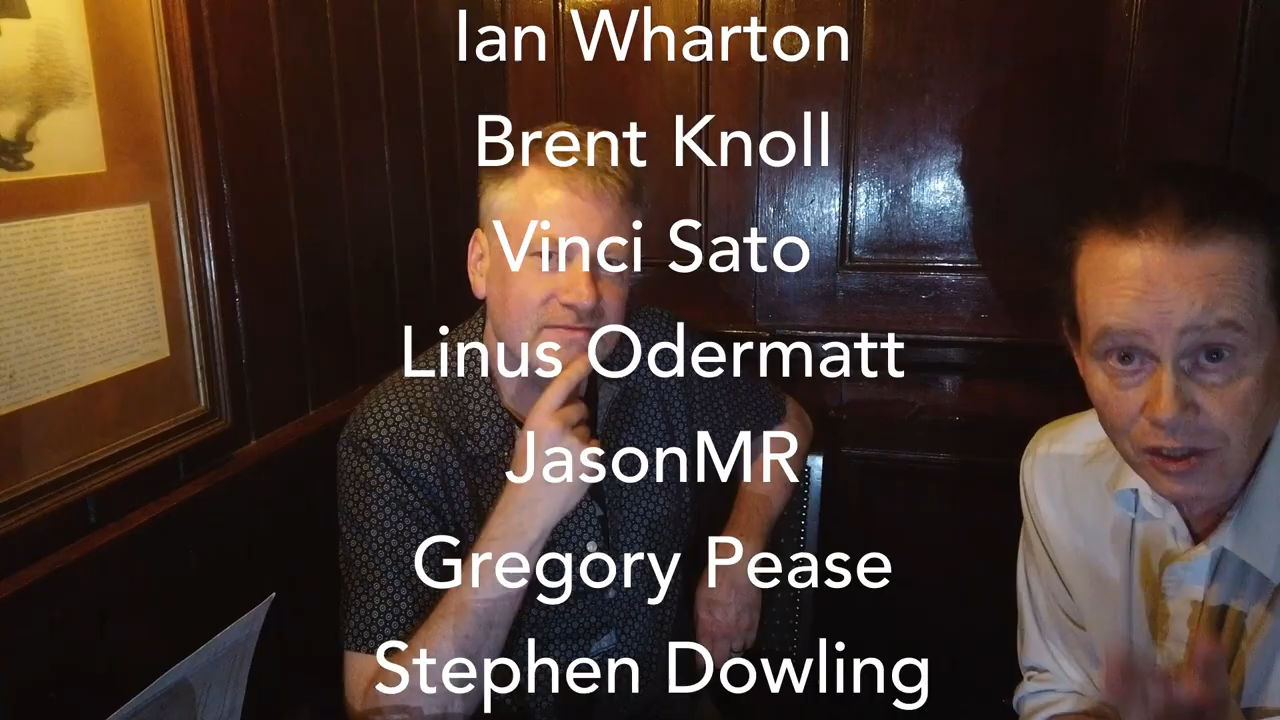 Ian Wharton
Brent Knoll
Vinci Sato
Linus Odermatt
JasonMR
Gregory Pease
Stephen Dowling